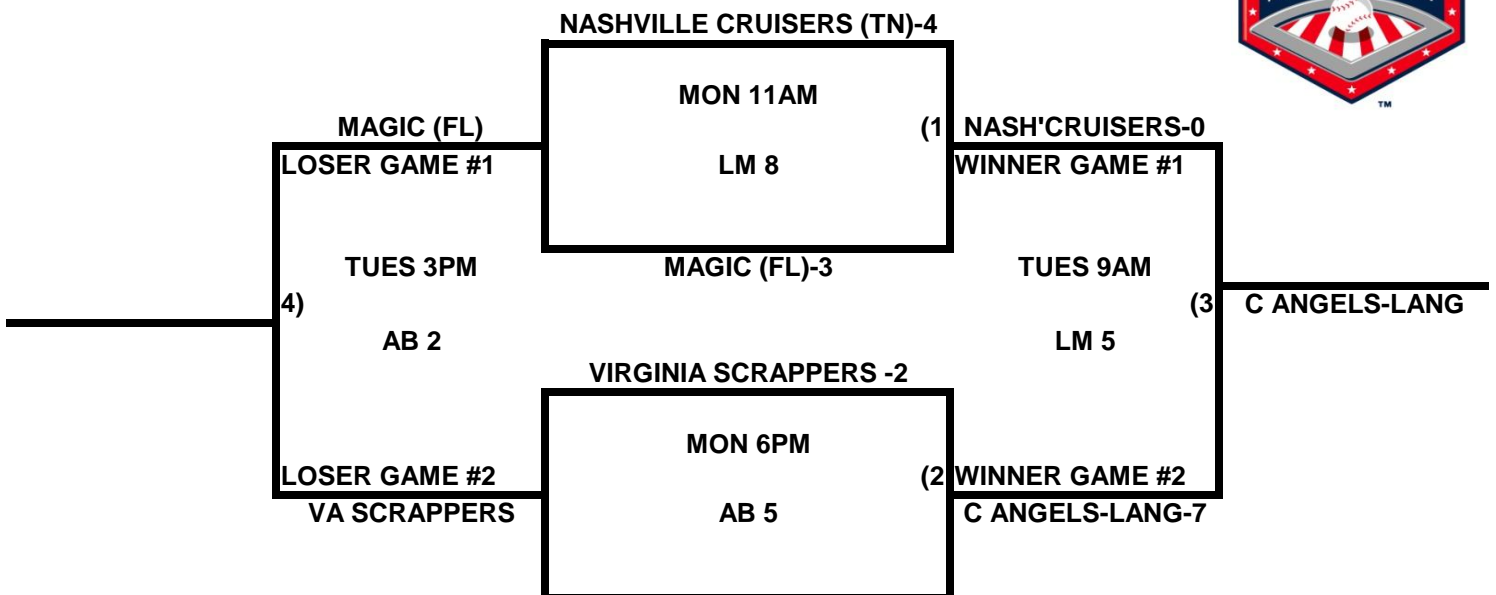 NASHVILLE CRUISERS (TN)-4
MON 11AM
TM
MAGIC (FL)
(1 NASH'CRUISERS-0
LOSER GAME #1
LM 8
WINNER GAME #1
TUES 3PM
MAGIC (FL)-3
TUES 9AM
4)
(3
C ANGELS-LANG
AB 2
LM 5
VIRGINIA SCRAPPERS -2
MON 6PM
LOSER GAME #2
(2 WINNER GAME #2
VA SCRAPPERS
AB 5
C ANGELS-LANG-7